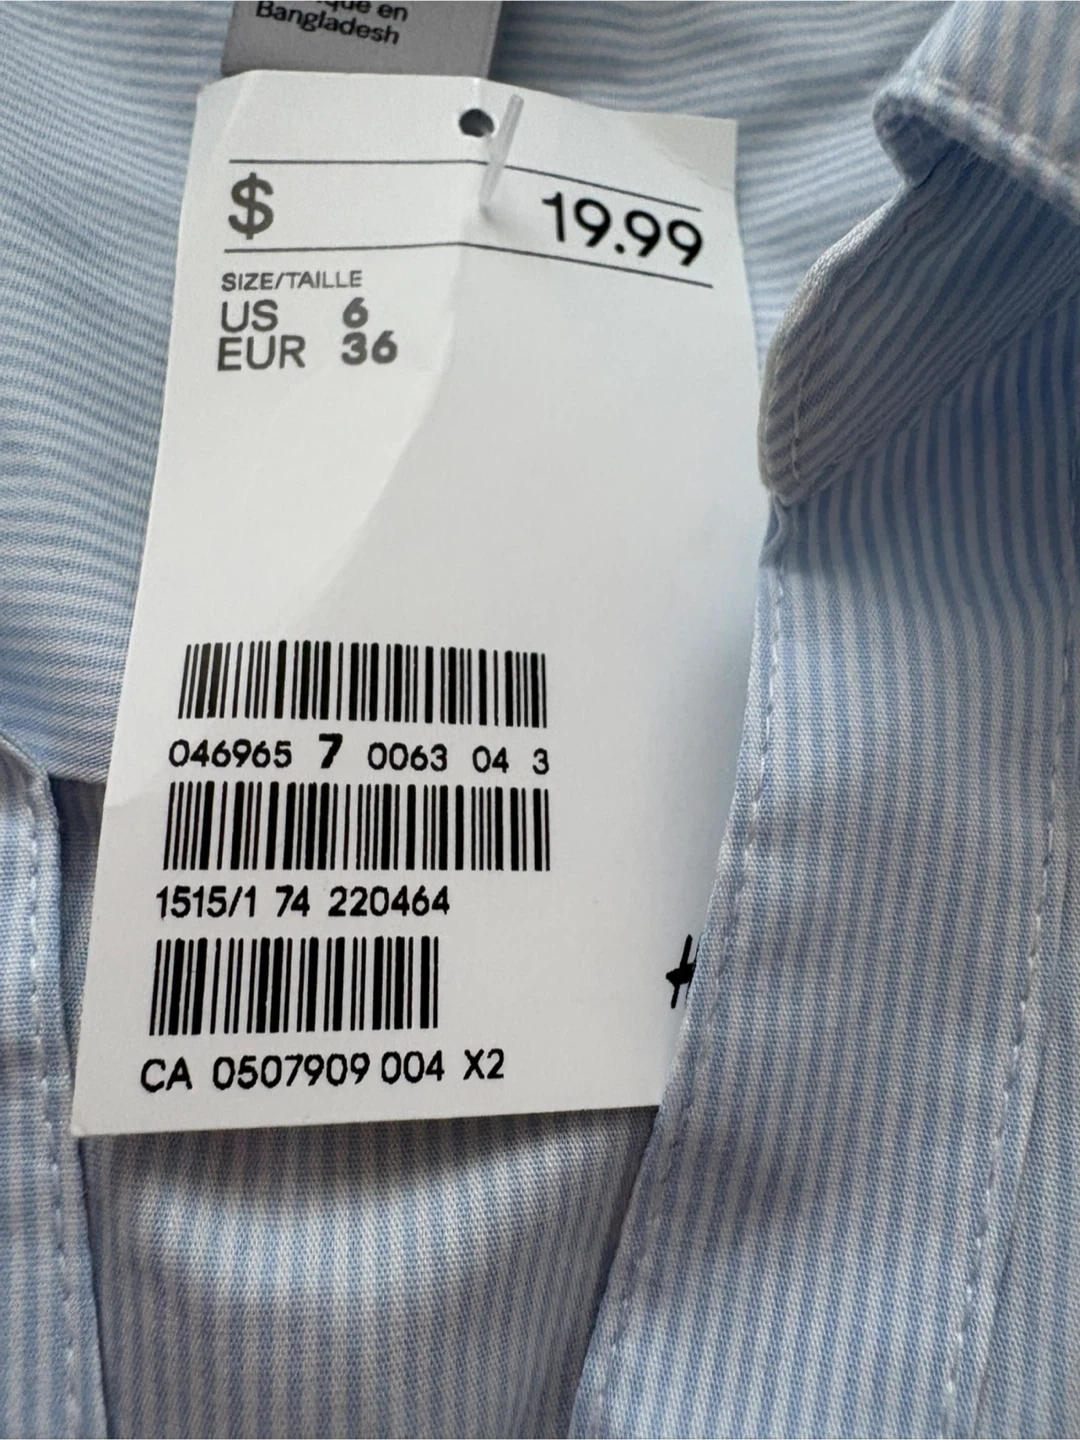 en
Bangladesh
$ 19.99
SIZE/TAILLE
US 6
EUR 36
046965 7 0063 04 3
1515/1 74 220464
CA 0507909 004 X2
H